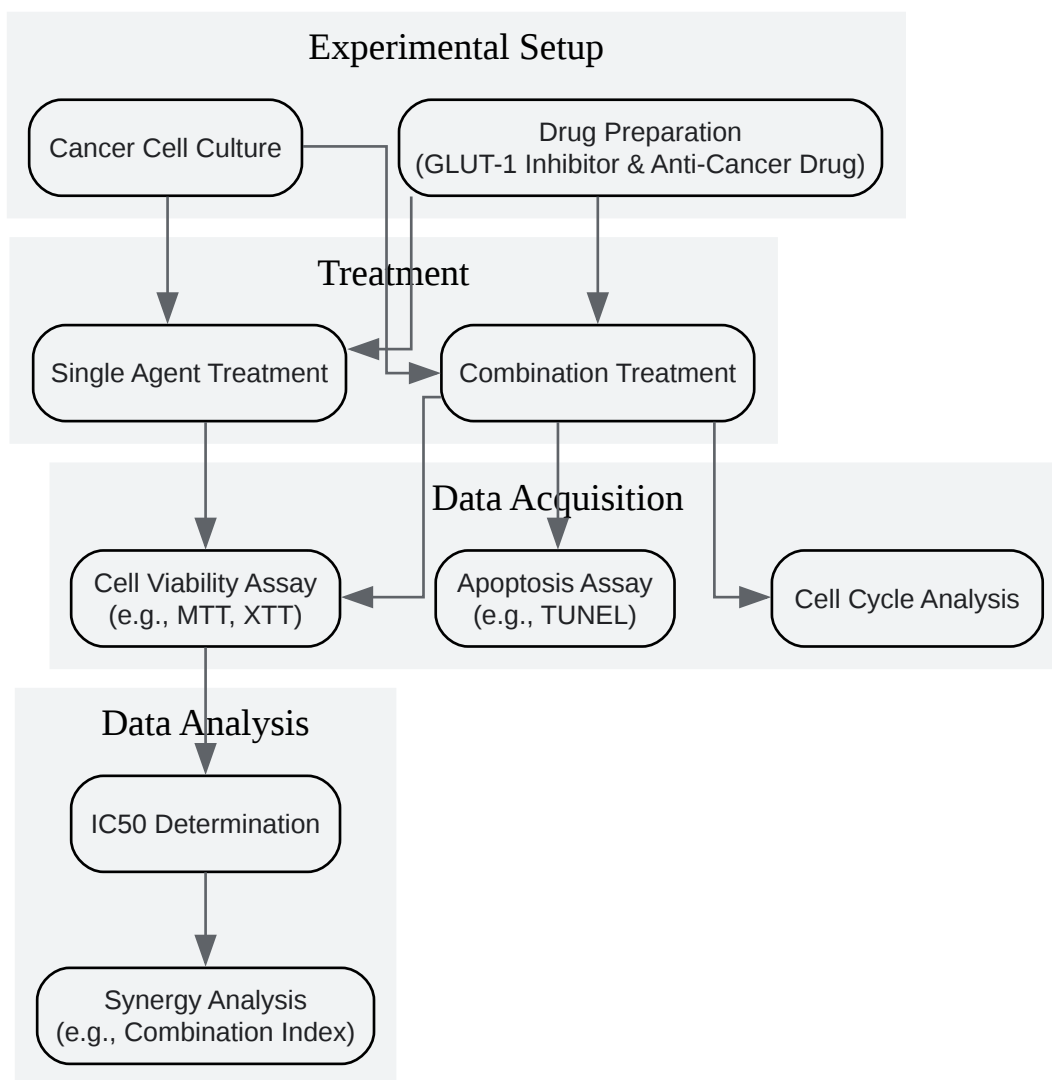 Experimental Setup
Cancer Cell Culture
Drug Preparation
(GLUT-1 Inhibitor & Anti-Cancer Drug)
Treatment
Single Agent Treatment
Combination Treatment
Data Acquisition
Cell Viability Assay
(e.g., MTT, XTT)
Apoptosis Assay
(e.g., TUNEL)
Cell Cycle Analysis
Data Analysis
IC50 Determination
Synergy Analysis
(e.g., Combination Index)